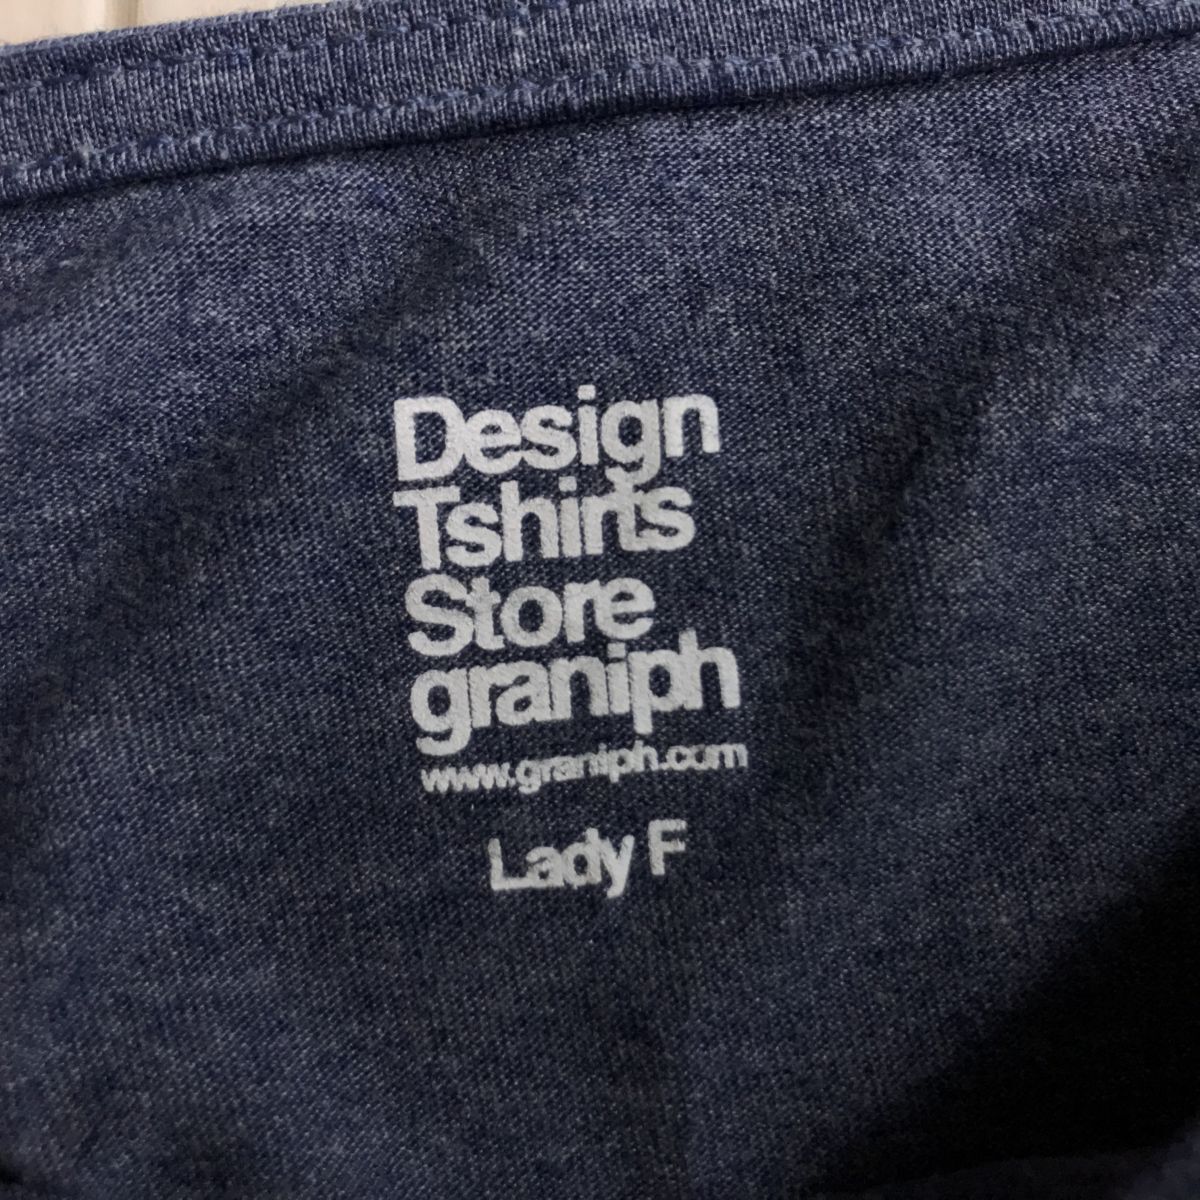 Design
Tshirts
Store
graniph
www.graniph.com
Lady F